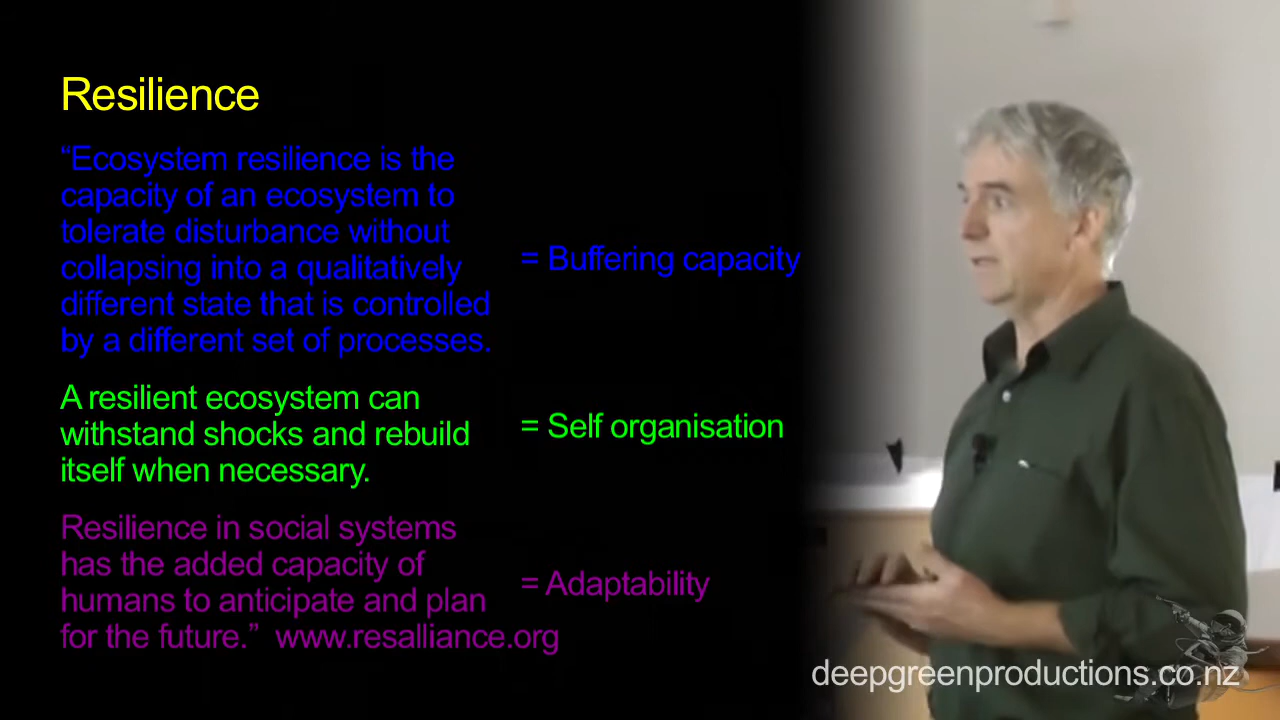 Resilience
“Ecosystem resilience is the
capacity of an ecosystem to
tolerate disturbance without
collapsing into a qualitatively
different state that is controlled
by a different set of processes.
= Buffering capacity
A resilient ecosystem can
withstand shocks and rebuild
itself when necessary.
= Self organisation
Resilience in social systems
has the added capacity of
humans to anticipate and plan
for the future.” www.resalliance.org
= Adaptability
deepgreenproductions.co.nz